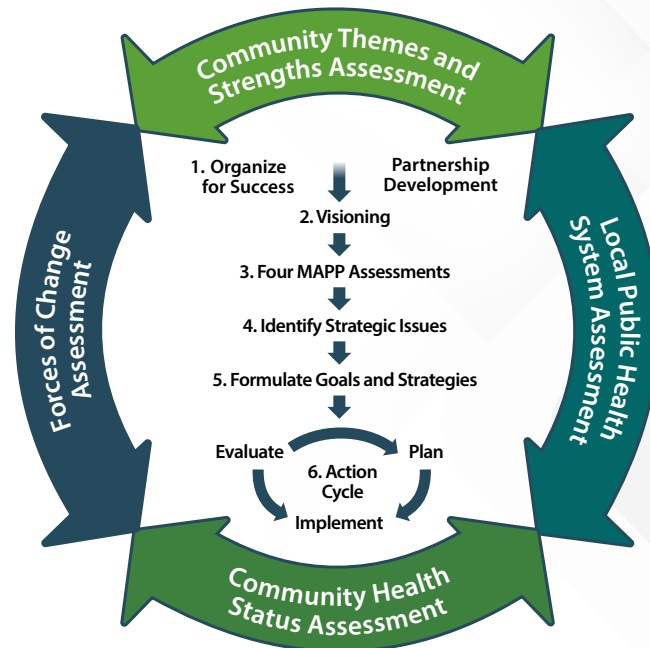 Community Themes and
Strengths Assessment
1. Organize
for Success
Partnership
Development
2. Visioning
3. Four MAPP Assessments
4. Identify Strategic Issues
5. Formulate Goals and Strategies
Evaluate
Plan
6. Action
Cycle
Implement
Forces of Change
Assessment
Local Public Health
System Assessment
Community Health
Status Assessment